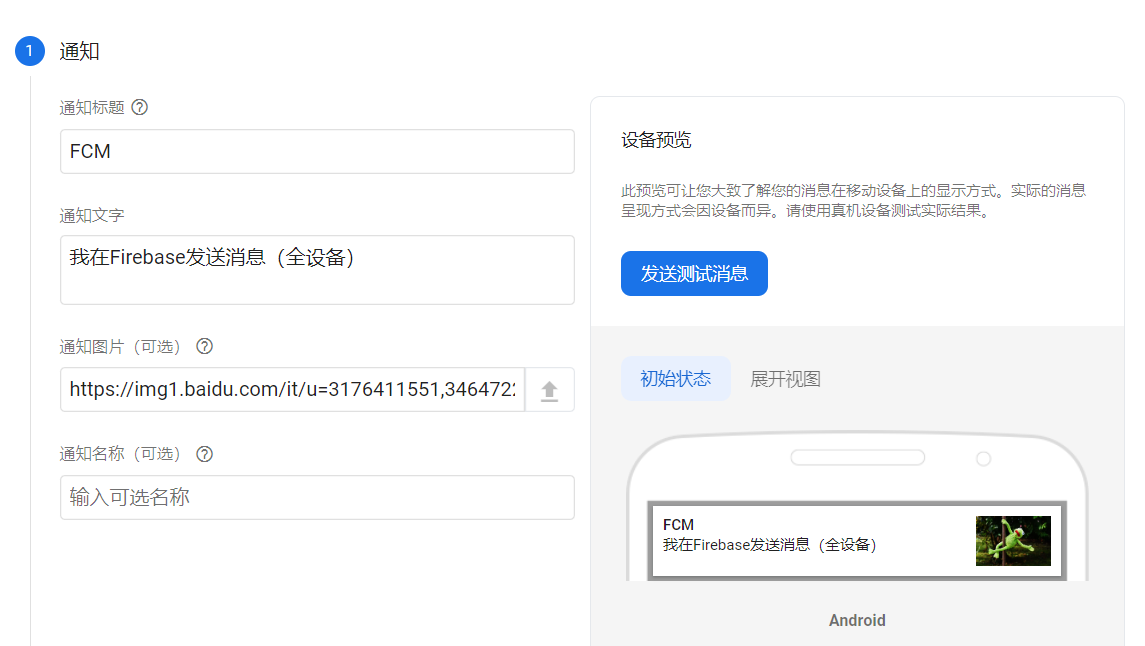 1 通知
通知标题 ?
FCM
通知文字
我在Firebase发送消息（全设备）
通知图片（可选） ?
https://img1.baidu.com/it/u=3176411551,346472
通知名称（可选） ?
输入可选名称
设备预览
此预览可让您大致了解您的消息在移动设备上的显示方式。实际的消息
呈现方式会因设备而异。请使用真机设备测试实际结果。
发送测试消息
初始状态 展开视图
FCM
我在Firebase发送消息（全设备）
Android